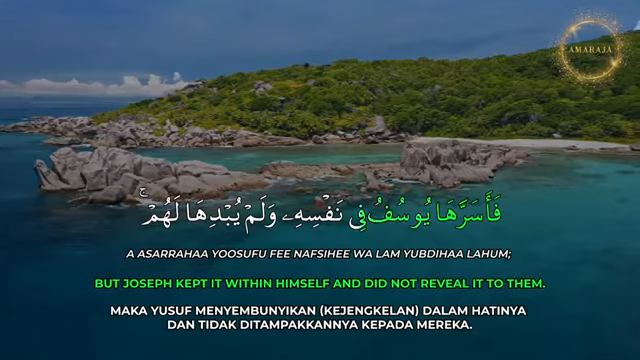 AMARAJA
فَأَسَرَّهَا يُوسُفُ فِي نَفْسِهِۦ وَلَمْ يُبْدِهَا لَهُمْ ۚ
A ASARRAHAA YOOSUFU FEE NAFSIHEE WA LAM YUBDIHAA LAHUM;
BUT JOSEPH KEPT IT WITHIN HIMSELF AND DID NOT REVEAL IT TO THEM.
MAKA YUSUF MENYEMBUNYIKAN (KEJENGKELAN) DALAM HATINYA
DAN TIDAK DITAMPAKKANNYA KEPADA MEREKA.